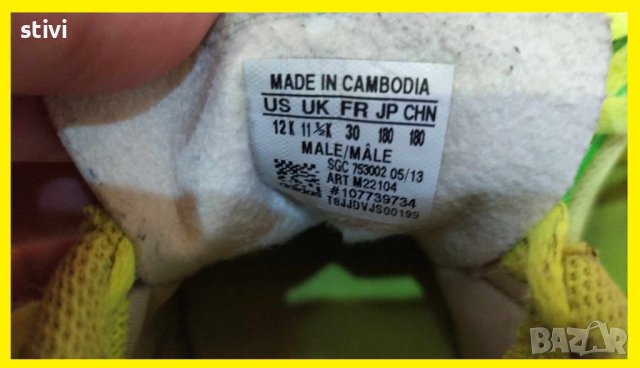 stivi
MADE IN CAMBODIA
US UK FR JP CHN
12K 11½K 30 180 180
MALE/MÂLE
SGC 753002 05/13
ART M22104
#107739734
T8JJDVJS00199
BAZAR